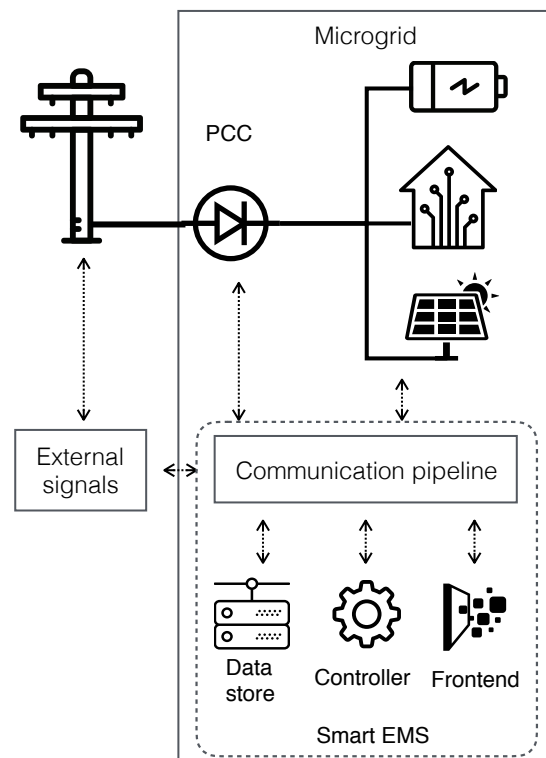 Microgrid
PCC
External
signals
Communication pipeline
Data
store
Controller
Frontend
Smart EMS